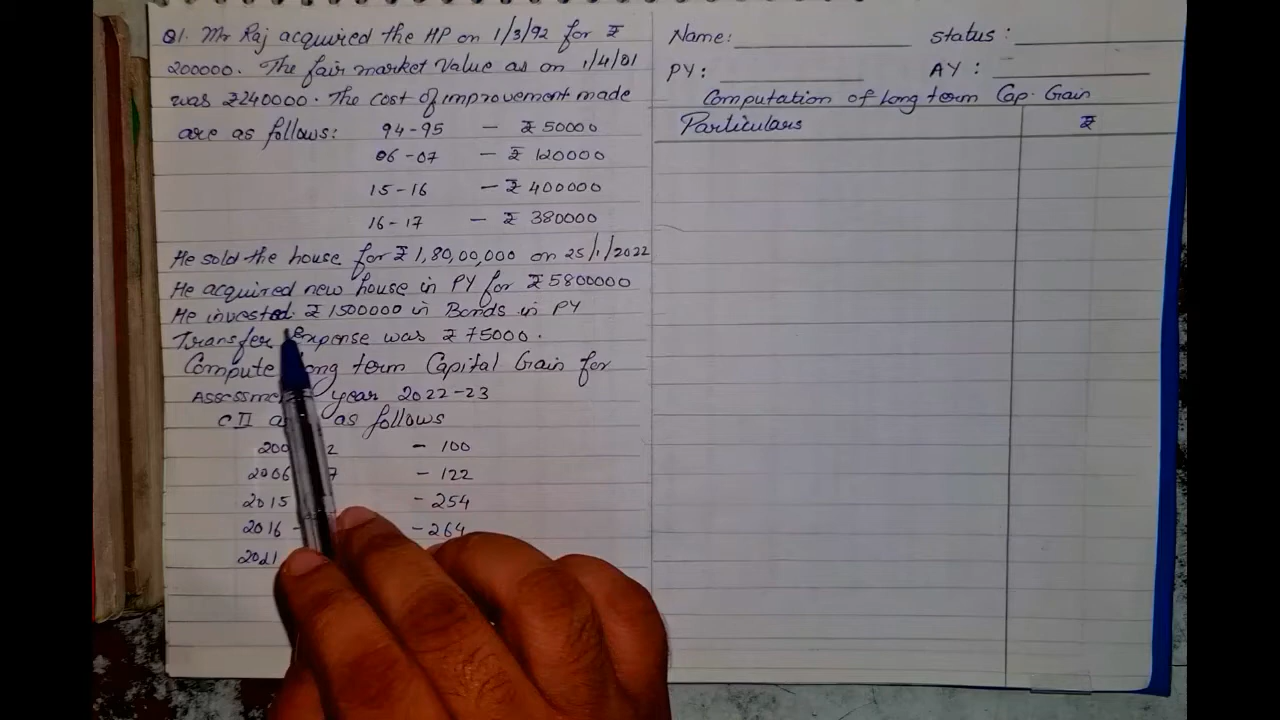 Q1. Mr Raj acquired the HP on 1/3/92 for ₹
200000. The fair market Value as on 1/4/01
was ₹240000. The cost of improvement made
are as follows: 94-95 - ₹ 50000
06-07 - ₹ 120000
15-16 - ₹ 400000
16-17 - ₹ 380000
He sold the house for ₹ 1,80,00,000 on 25/1/2022
He acquired new house in PY for ₹ 5800000
He invested ₹ 1500000 in Bonds in PY
Transfer Expense was ₹ 75000.
Compute long term Capital Gain for
year 2022-23
CII as follows
- 100
2006 - 122
2015 - 254
2016 - 264
2021
Name: Status:
PY: AY:
Computation of Long term Cap. Gain
Particulars ₹